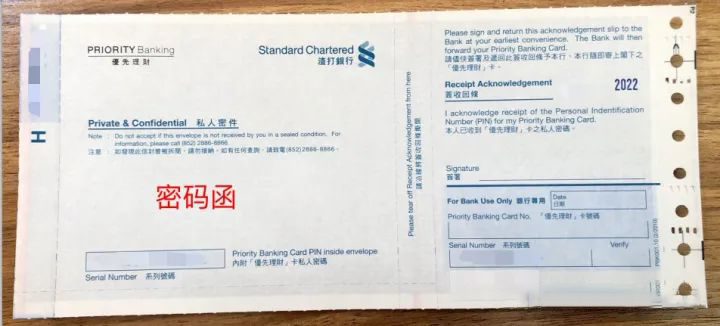 PRIORITY Banking
優先理財
Standard Chartered
渣打銀行
Private & Confidential 私人密件
Note : Do not accept if this envelope is not received by you in a sealed condition. For
information, please call (852) 2886-8866
注意 : 如發現此信封曾被拆開，請勿接納。如有任何查詢，請致電(852) 2886-8866。
密码函
Priority Banking Card PIN inside envelope
內附「優先理財」卡私人密碼
Serial Number 系列號碼
H
Please tear off Receipt Acknowledgement from here
請沿線將簽收回條撕開
Please sign and return this acknowledgement slip to the
Bank at your earliest convenience. The Bank will then
forward your Priority Banking Card.
請儘快簽署及遞回此簽收回條予本行，本行隨即寄上閣下之
「優先理財」卡。
Receipt Acknowledgement
簽收回條
2022
I acknowledge receipt of the Personal Indentification
Number (PIN) for my Priority Banking Card.
本人已收到「優先理財」卡之私人密碼。
Signature
簽署
For Bank Use Only 銀行專用
Date
日期
Priority Banking Card No. 「優先理財」卡號碼
Serial Number 系列號碼
Verify